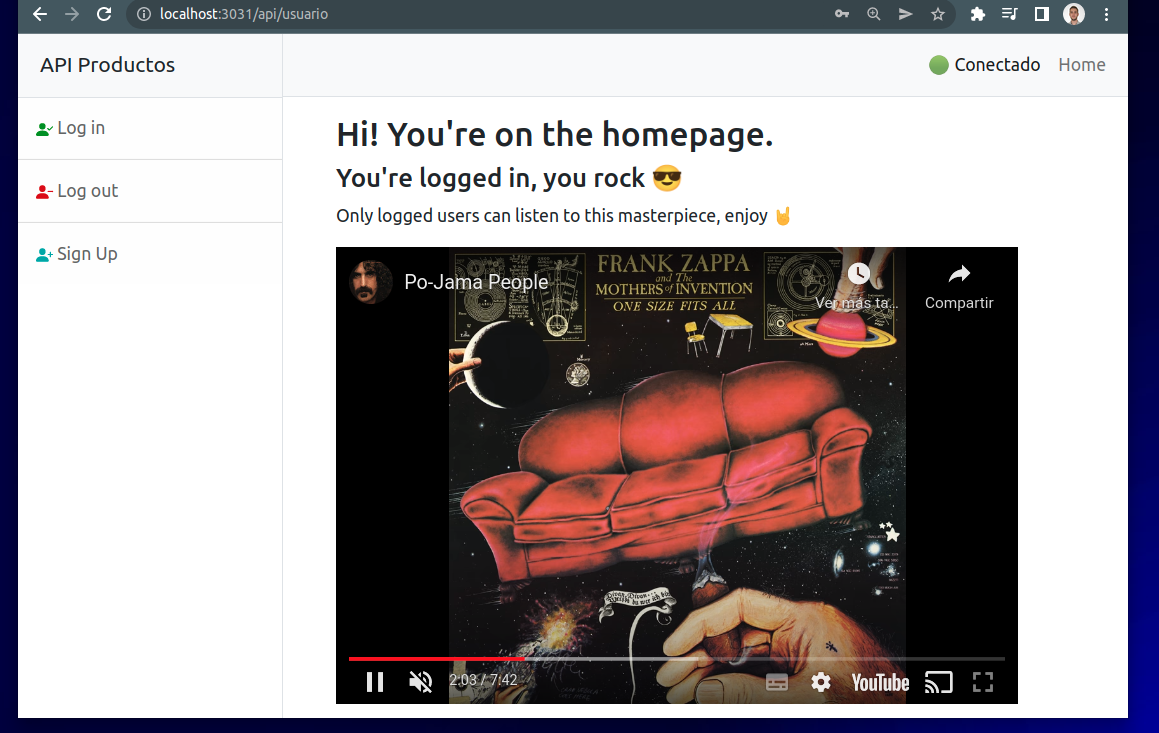 localhost:3031/api/usuario
API Productos
Conectado Home
Log in
Log out
Sign Up
Hi! You're on the homepage.
You're logged in, you rock 😎
Only logged users can listen to this masterpiece, enjoy 🤘
Po-Jama People
FRANK ZAPPA
and The
MOTHERS of INVENTION
ONE SIZE FITS ALL
Ver más ta...
Compartir
2:03 / 7:42
YouTube